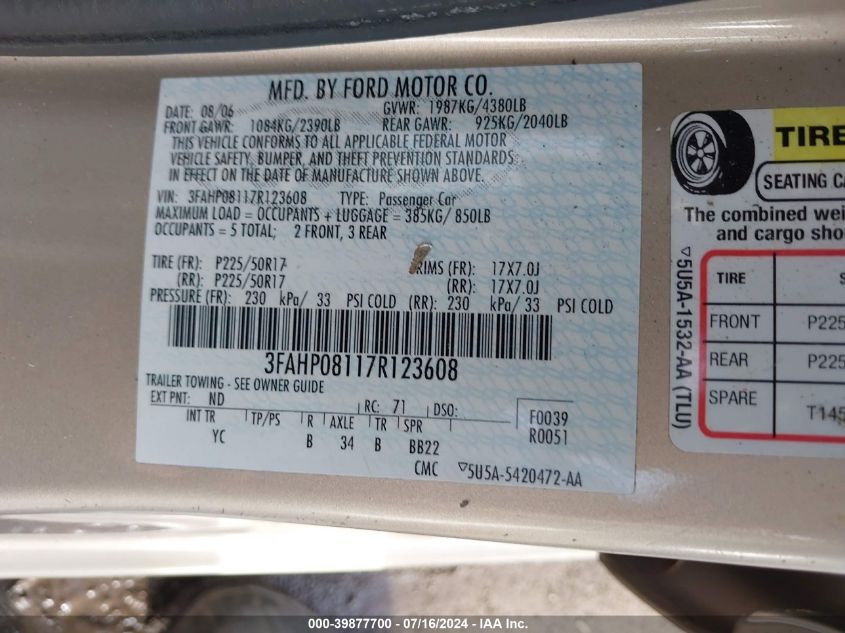 MFD. BY FORD MOTOR CO.
DATE: 08/06 GVWR: 1987KG/4380LB
FRONT GAWR: 1084KG/2390LB REAR GAWR: 925KG/2040LB
THIS VEHICLE CONFORMS TO ALL APPLICABLE FEDERAL MOTOR
VEHICLE SAFETY, BUMPER, AND THEFT PREVENTION STANDARDS
IN EFFECT ON THE DATE OF MANUFACTURE SHOWN ABOVE.
VIN: 3FAHP08117R123608 TYPE: Passenger Car
MAXIMUM LOAD = OCCUPANTS + LUGGAGE = 385KG/ 850LB
OCCUPANTS = 5 TOTAL; 2 FRONT, 3 REAR
TIRE (FR): P225/50R17 RIMS (FR): 17X7.0J
(RR): P225/50R17 (RR): 17X7.0J
PRESSURE (FR): 230 kPa/ 33 PSI COLD (RR): 230 kPa/ 33 PSI COLD
3FAHP08117R123608
TRAILER TOWING - SEE OWNER GUIDE
EXT PNT: ND RC: 71 DSO: F0039
INT TR TP/PS R AXLE TR SPR R0051
YC B 34 B BB22
CMC ▽5U5A-5420472-AA
TIRE
SEATING CA
The combined wei
and cargo sho
TIRE S
FRONT P225
REAR P225
SPARE T145
▽5U5A-1532-AA (TLU)
000-39877700 - 07/16/2024 - IAA Inc.